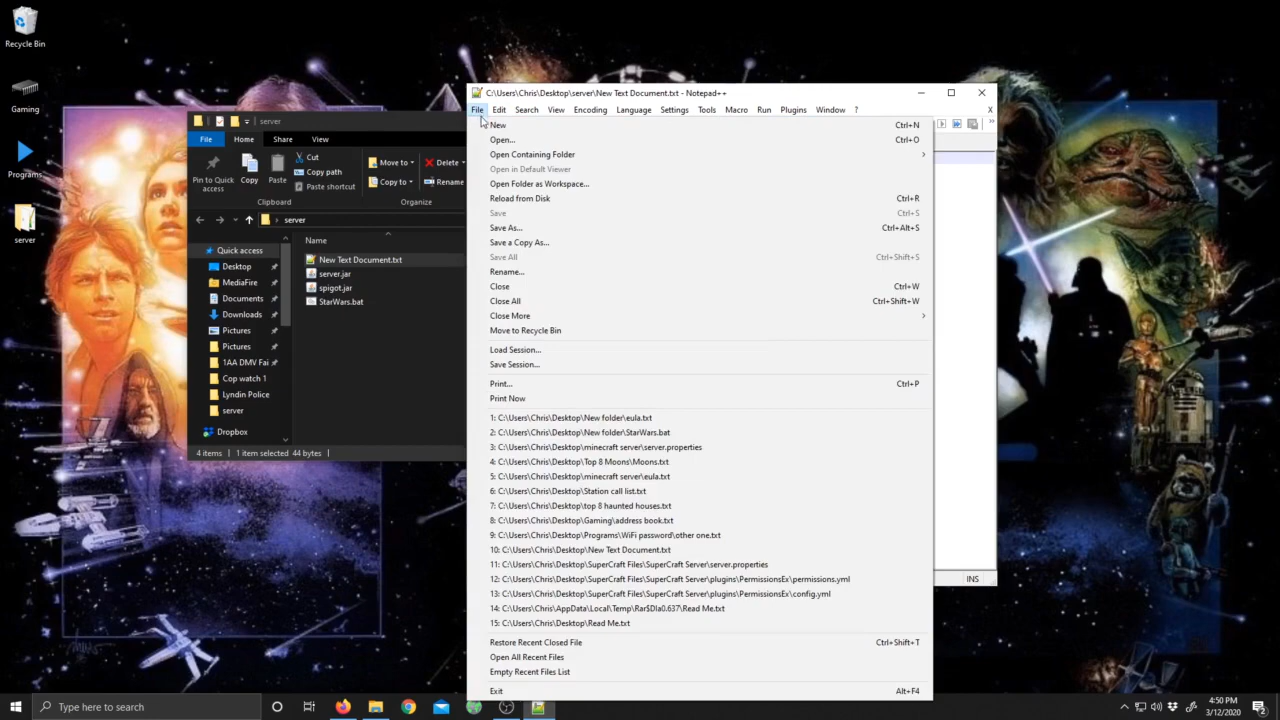 Recycle Bin
Gaming
Programs
server
server
File Home Share View
Pin to Quick access
Copy
Paste
Cut
Copy path
Paste shortcut
Move to
Copy to
Delete
Rename
Clipboard
Organize
server
Name
Quick access
Desktop
MediaFire
Documents
Downloads
Pictures
Pictures
1AA DMV Fai
Cop watch 1
Lyndin Police
server
Dropbox
New Text Document.txt
server.jar
spigot.jar
StarWars.bat
4 items 1 item selected 44 bytes
C:\Users\Chris\Desktop\server\New Text Document.txt - Notepad++
File Edit Search View Encoding Language Settings Tools Macro Run Plugins Window ? X
New Ctrl+N
Open... Ctrl+O
Open Containing Folder
Open in Default Viewer
Open Folder as Workspace...
Reload from Disk Ctrl+R
Save Ctrl+S
Save As... Ctrl+Alt+S
Save a Copy As...
Save All Ctrl+Shift+S
Rename...
Close Ctrl+W
Close All Ctrl+Shift+W
Close More
Move to Recycle Bin
Load Session...
Save Session...
Print... Ctrl+P
Print Now
1: C:\Users\Chris\Desktop\New folder\eula.txt
2: C:\Users\Chris\Desktop\New folder\StarWars.bat
3: C:\Users\Chris\Desktop\minecraft server\server.properties
4: C:\Users\Chris\Desktop\Top 8 Moons\Moons.txt
5: C:\Users\Chris\Desktop\minecraft server\eula.txt
6: C:\Users\Chris\Desktop\Station call list.txt
7: C:\Users\Chris\Desktop\top 8 haunted houses.txt
8: C:\Users\Chris\Desktop\Gaming\address book.txt
9: C:\Users\Chris\Desktop\Programs\WiFi password\other one.txt
10: C:\Users\Chris\Desktop\New Text Document.txt
11: C:\Users\Chris\Desktop\SuperCraft Files\SuperCraft Server\server.properties
12: C:\Users\Chris\Desktop\SuperCraft Files\SuperCraft Server\plugins\PermissionsEx\permissions.yml
13: C:\Users\Chris\Desktop\SuperCraft Files\SuperCraft Server\plugins\PermissionsEx\config.yml
14: C:\Users\Chris\AppData\Local\Temp\Rar$DIa0.637\Read Me.txt
15: C:\Users\Chris\Desktop\Read Me.txt
Restore Recent Closed File Ctrl+Shift+T
Open All Recent Files
Empty Recent Files List
Exit Alt+F4
INS
Type here to search
4:50 PM
3/12/2020